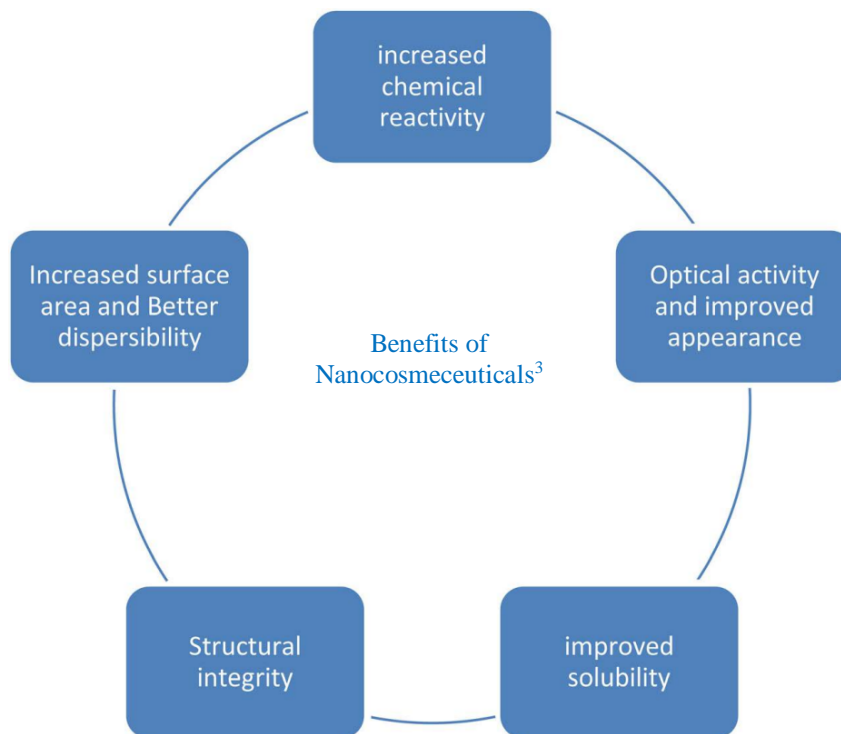 increased
chemical
reactivity
Optical activity
and improved
appearance
improved
solubility
Structural
integrity
Increased surface
area and Better
dispersibility
Benefits of
Nanocosmeceuticals³